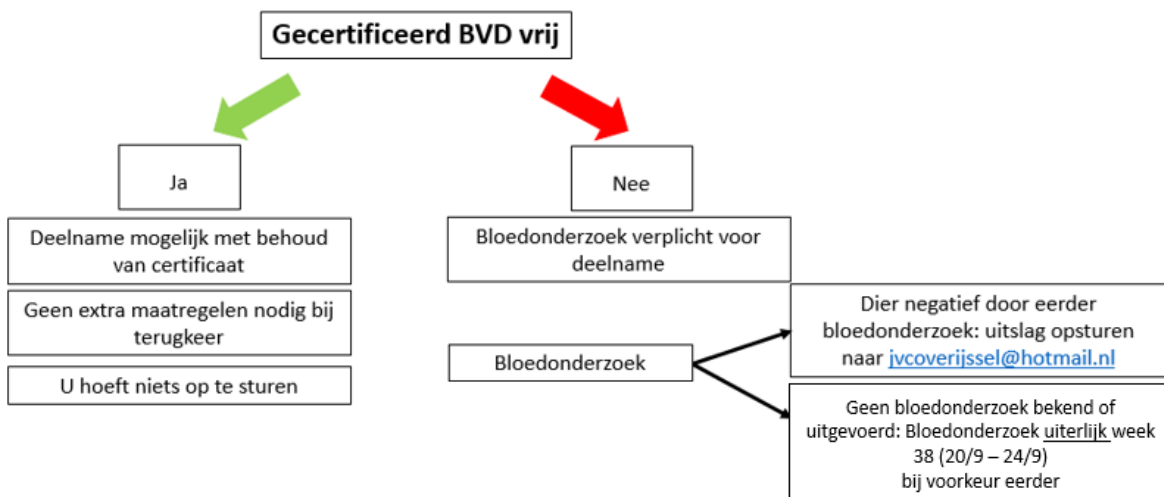 Gecertificeerd BVD vrij
Ja
Deelname mogelijk met behoud
van certificaat
Geen extra maatregelen nodig bij
terugkeer
U hoeft niets op te sturen
Nee
Bloedonderzoek verplicht voor
deelname
Bloedonderzoek
Dier negatief door eerder
bloedonderzoek: uitslag opsturen
naar jvcoverijssel@hotmail.nl
Geen bloedonderzoek bekend of
uitgevoerd: Bloedonderzoek uiterlijk week
38 (20/9 – 24/9)
bij voorkeur eerder